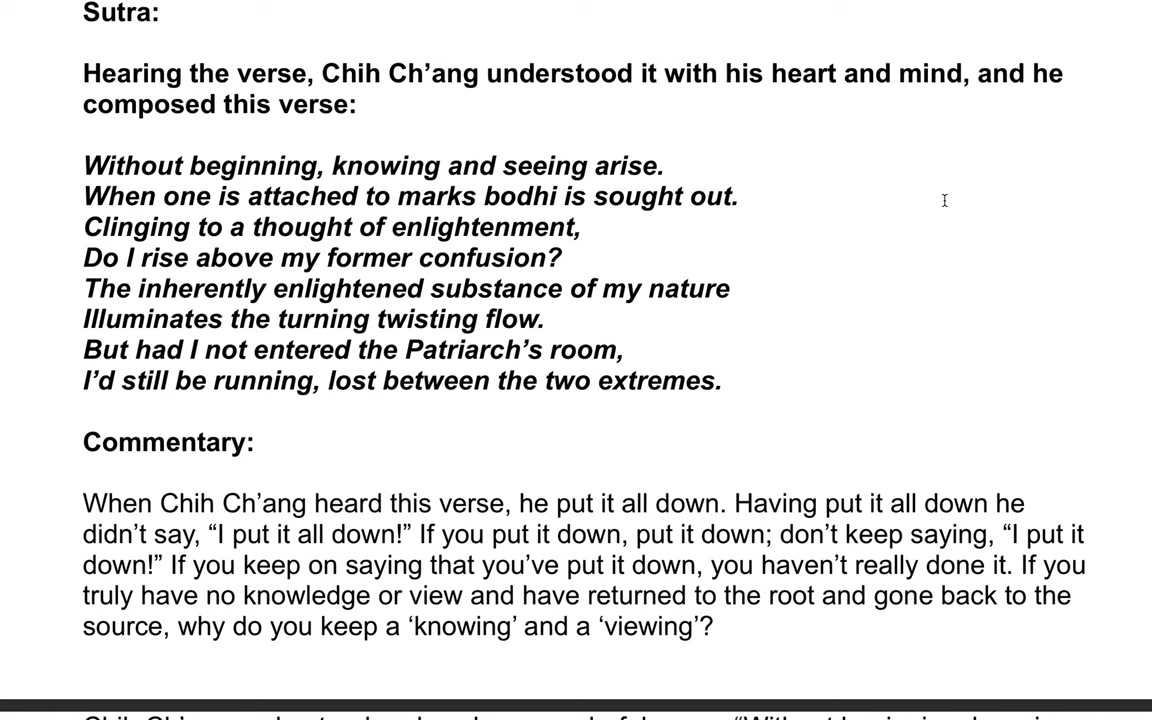 Sutra:
Hearing the verse, Chih Ch’ang understood it with his heart and mind, and he
composed this verse:
Without beginning, knowing and seeing arise.
When one is attached to marks bodhi is sought out.
Clinging to a thought of enlightenment,
Do I rise above my former confusion?
The inherently enlightened substance of my nature
Illuminates the turning twisting flow.
But had I not entered the Patriarch’s room,
I’d still be running, lost between the two extremes.
Commentary:
When Chih Ch’ang heard this verse, he put it all down. Having put it all down he
didn’t say, “I put it all down!” If you put it down, put it down; don’t keep saying, “I put it
down!” If you keep on saying that you’ve put it down, you haven’t really done it. If you
truly have no knowledge or view and have returned to the root and gone back to the
source, why do you keep a ‘knowing’ and a ‘viewing’?